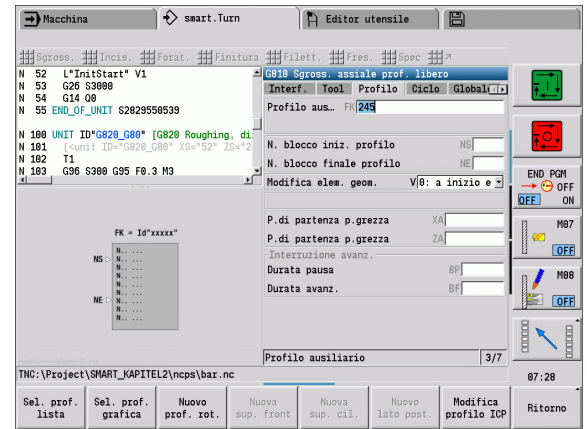 Macchina
smart.Turn
Editor utensile
Sgross. Incis. Forat. Finitura Filett. Fres. Spec
N 52 L"InitStart" V1
N 53 G26 S3000
N 54 G14 Q0
N 55 END_OF_UNIT S2829550539
N 100 UNIT ID"G820_G80" [G820 Roughing, di
N 101 [<unit ID="G820_G80" XS="52" ZS="2
N 102 T1
N 103 G96 S300 G95 F0.3 M3
G810 Sgross. assiale prof. libero
Interf. Tool Profilo Ciclo Global
Profilo aus… FK 245
N. blocco iniz. profilo NS
N. blocco finale profilo NE
Modifica elem. geom. V 0: a inizio e
P.di partenza p.grezza XA
P.di partenza p.grezza ZA
Interruzione avanz.
Durata pausa BP
Durata avanz. BF
FK = Id"xxxxx"
N.. ...
NS N.. ...
N.. ...
N.. ...
N.. ...
NE N.. ...
N.. ...
N.. ...
Profilo ausiliario 3/7
TNC:\Project\SMART_KAPITEL2\ncps\bar.nc
END PGM
OFF
OFF ON
M07
OFF
M08
OFF
07:28
Sel. prof. lista
Sel. prof. grafica
Nuovo prof. rot.
Nuova sup. front
Nuova sup. cil.
Nuovo lato post.
Modifica profilo ICP
Ritorno